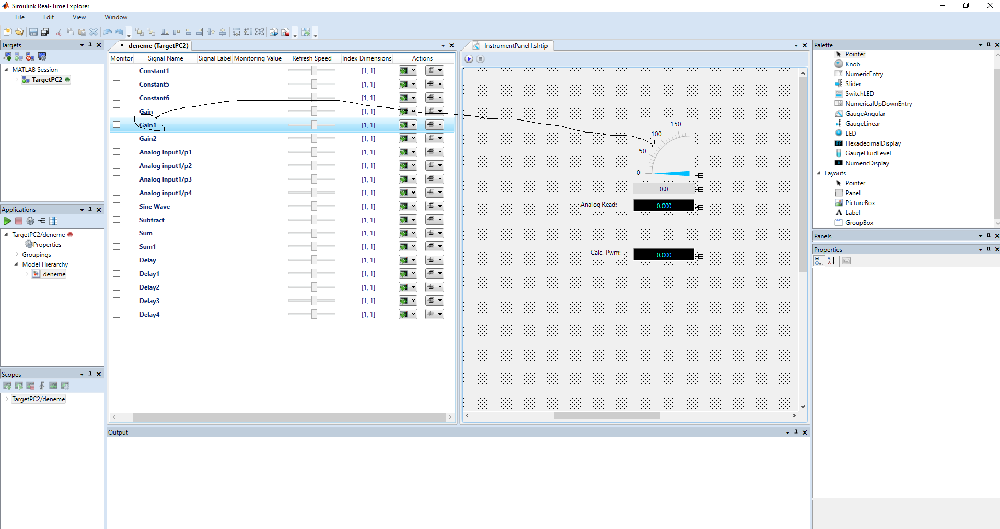 Simulink Real-Time Explorer
File Edit View Window
Targets
MATLAB Session
TargetPC2
Applications
TargetPC2/deneme
Properties
Groupings
Model Hierarchy
deneme
Scopes
TargetPC2/deneme
deneme (TargetPC2)
Monitor Signal Name Signal Label Monitoring Value Refresh Speed Index Dimensions Actions
Constant1 [1, 1]
Constant5 [1, 1]
Constant6 [1, 1]
Gain [1, 1]
Gain1 [1, 1]
Gain2 [1, 1]
Analog input1/p1 [1, 1]
Analog input1/p2 [1, 1]
Analog input1/p3 [1, 1]
Analog input1/p4 [1, 1]
Sine Wave [1, 1]
Subtract [1, 1]
Sum [1, 1]
Sum1 [1, 1]
Delay [1, 1]
Delay1 [1, 1]
Delay2 [1, 1]
Delay3 [1, 1]
Delay4 [1, 1]
InstrumentPanel1.slrtip
150
100
50
0
0.0
Analog Read: 0.000
Calc. Pwm: 0.000
Output
Palette
Pointer
Knob
NumericEntry
Slider
SwitchLED
NumericalUpDownEntry
GaugeAngular
GaugeLinear
LED
HexadecimalDisplay
GaugeFluidLevel
NumericDisplay
Layouts
Pointer
Panel
PictureBox
Label
GroupBox
Panels
Properties